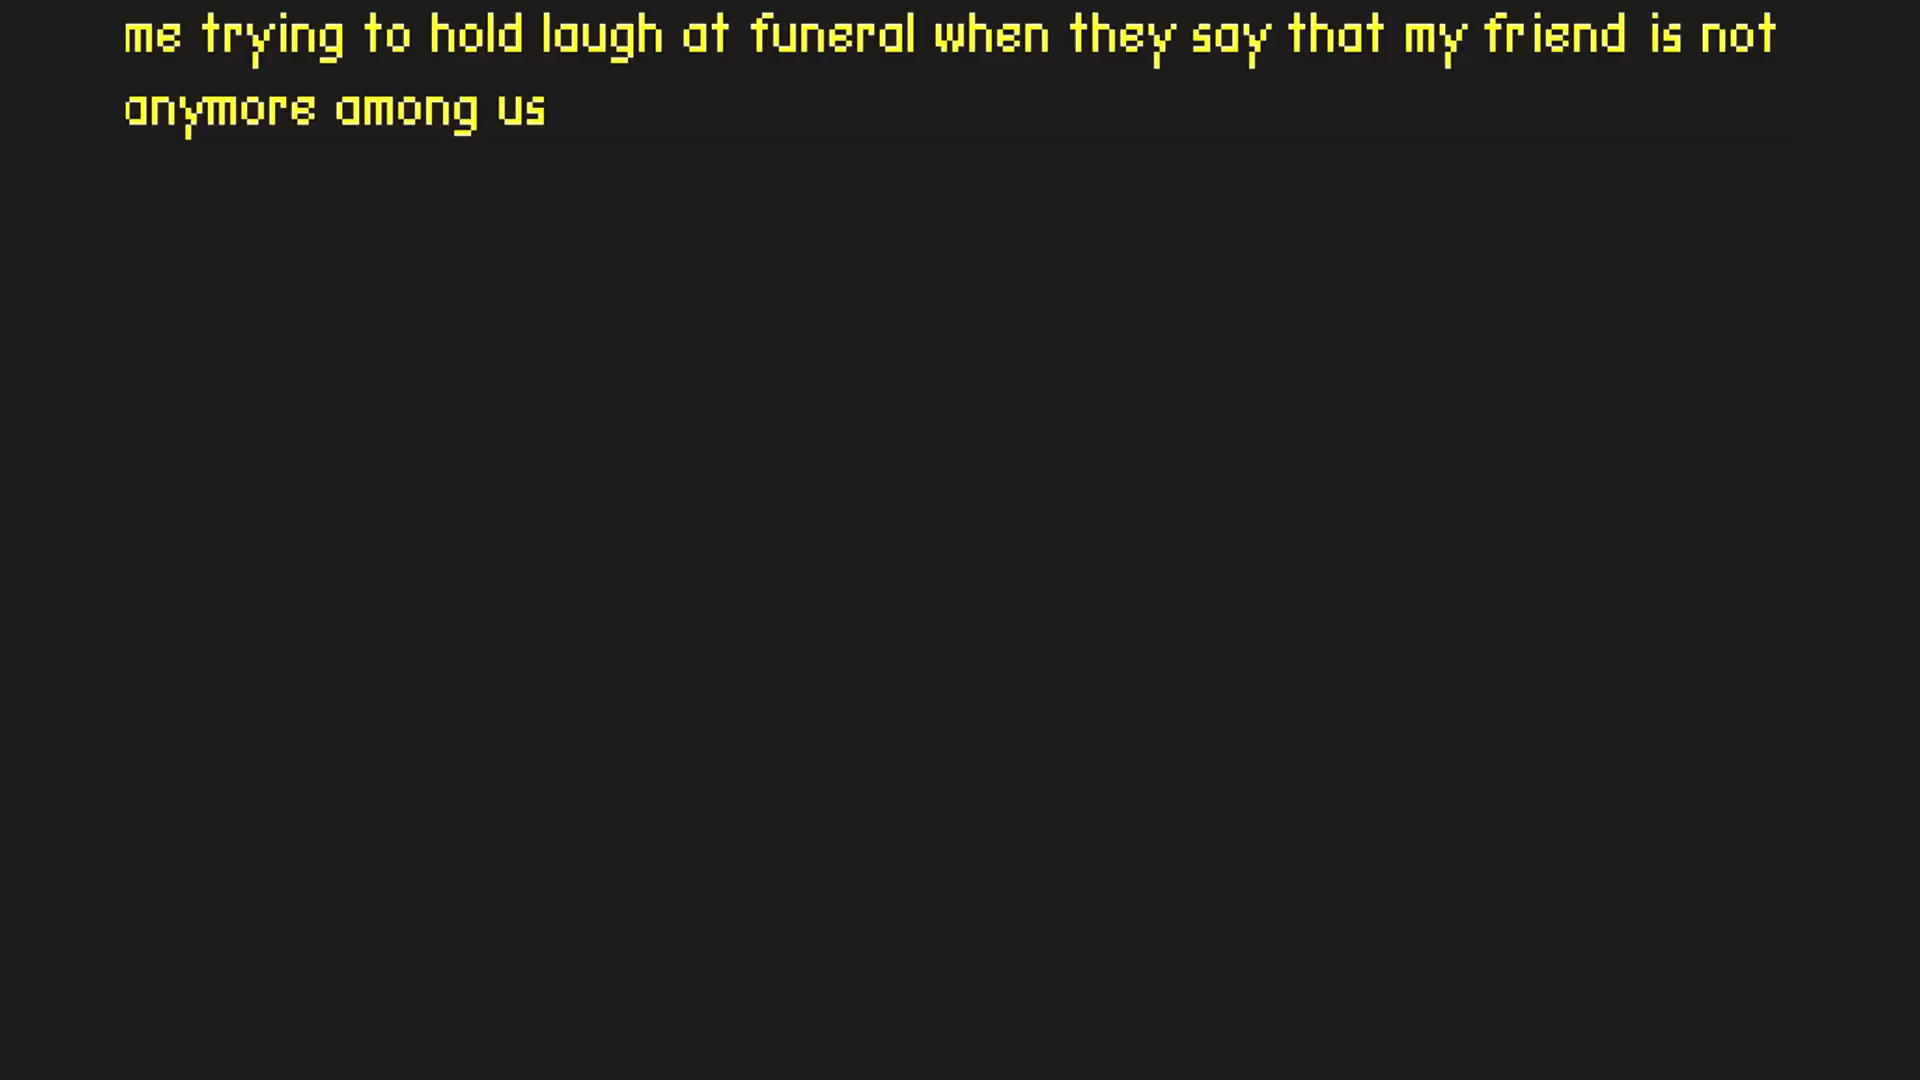 me trying to hold laugh at funeral when they say that my friend is not
anymore among us